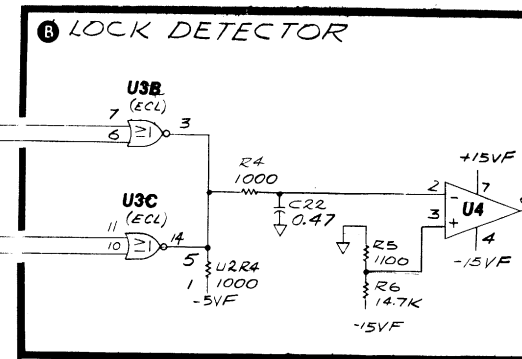 B LOCK DETECTOR
U3B
(ECL)
7
6
≥1
3
R4
1000
+15VF
U3C
(ECL)
C22
0.47
2
-
7
U4
3
+
4
-15VF
11
10
≥1
14
5
U2R4
1
1000
-5VF
R5
1100
R6
14.7K
-15VF